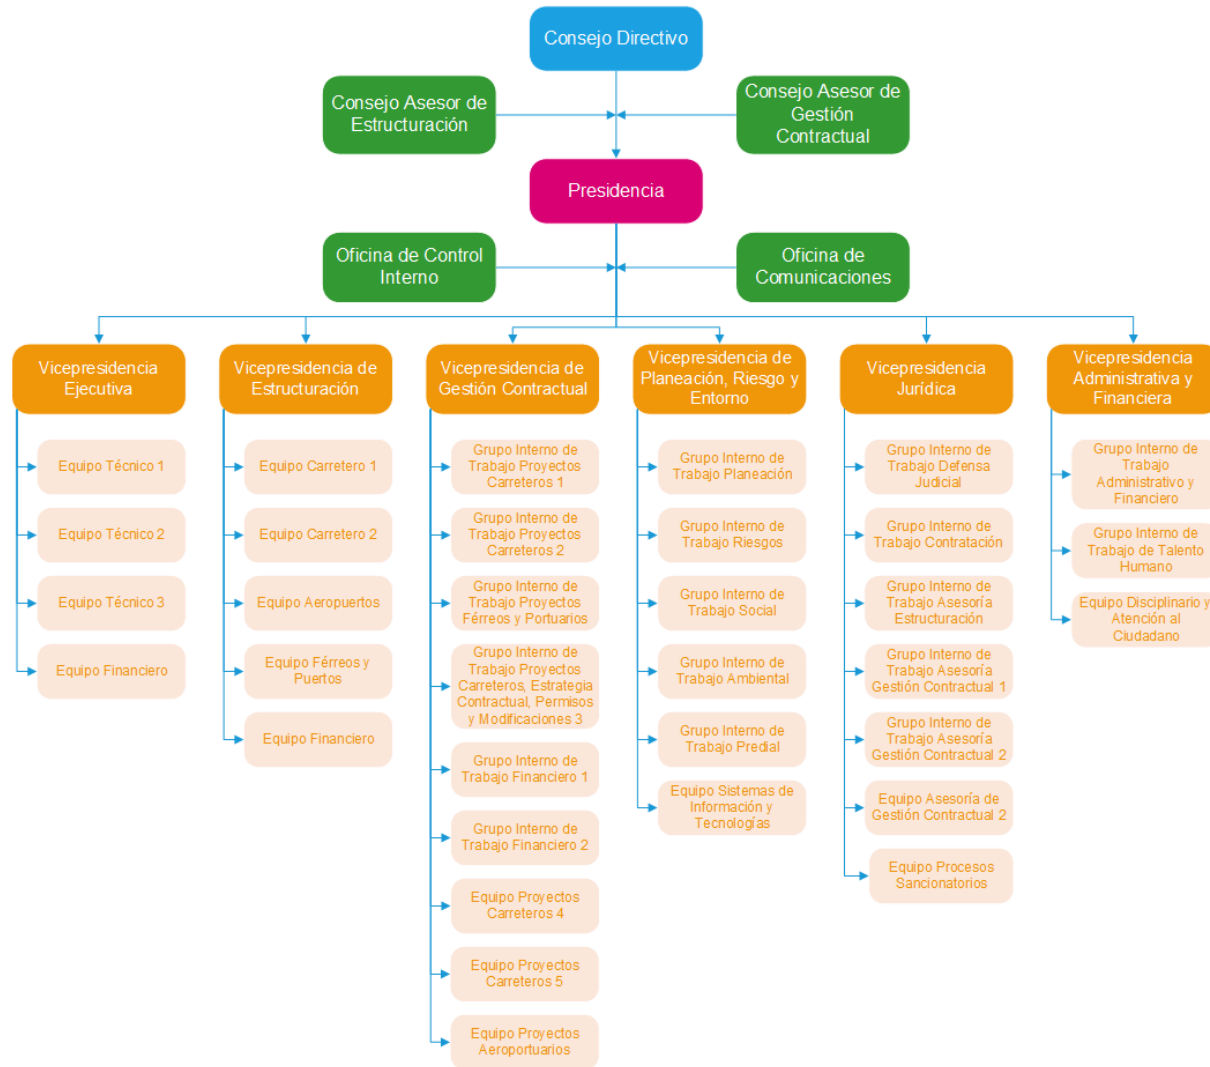 Consejo Directivo
Consejo Asesor de
Estructuración
Consejo Asesor de
Gestión
Contractual
Presidencia
Oficina de Control
Interno
Oficina de
Comunicaciones
Vicepresidencia
Ejecutiva
Equipo Técnico 1
Equipo Técnico 2
Equipo Técnico 3
Equipo Financiero
Vicepresidencia de
Estructuración
Equipo Carretero 1
Equipo Carretero 2
Equipo Aeropuertos
Equipo Férreos y
Puertos
Equipo Financiero
Vicepresidencia de
Gestión Contractual
Grupo Interno de
Trabajo Proyectos
Carreteros 1
Grupo Interno de
Trabajo Proyectos
Carreteros 2
Grupo Interno de
Trabajo Proyectos
Férreos y Portuarios
Grupo Interno de
Trabajo Proyectos
Carreteros, Estrategia
Contractual, Permisos
y Modificaciones 3
Grupo Interno de
Trabajo Financiero 1
Grupo Interno de
Trabajo Financiero 2
Equipo Proyectos
Carreteros 4
Equipo Proyectos
Carreteros 5
Equipo Proyectos
Aeroportuarios
Vicepresidencia de
Planeación, Riesgo y
Entorno
Grupo Interno de
Trabajo Planeación
Grupo Interno de
Trabajo Riesgos
Grupo Interno de
Trabajo Social
Grupo Interno de
Trabajo Ambiental
Grupo Interno de
Trabajo Predial
Equipo Sistemas de
Información y
Tecnologías
Vicepresidencia
Jurídica
Grupo Interno de
Trabajo Defensa
Judicial
Grupo Interno de
Trabajo Contratación
Grupo Interno de
Trabajo Asesoría
Estructuración
Grupo Interno de
Trabajo Asesoría
Gestión Contractual 1
Grupo Interno de
Trabajo Asesoría
Gestión Contractual 2
Equipo Asesoría de
Gestión Contractual 2
Equipo Procesos
Sancionatorios
Vicepresidencia
Administrativa y
Financiera
Grupo Interno de
Trabajo
Administrativo y
Financiero
Grupo Interno de
Trabajo de Talento
Humano
Equipo Disciplinario y
Atención al
Ciudadano